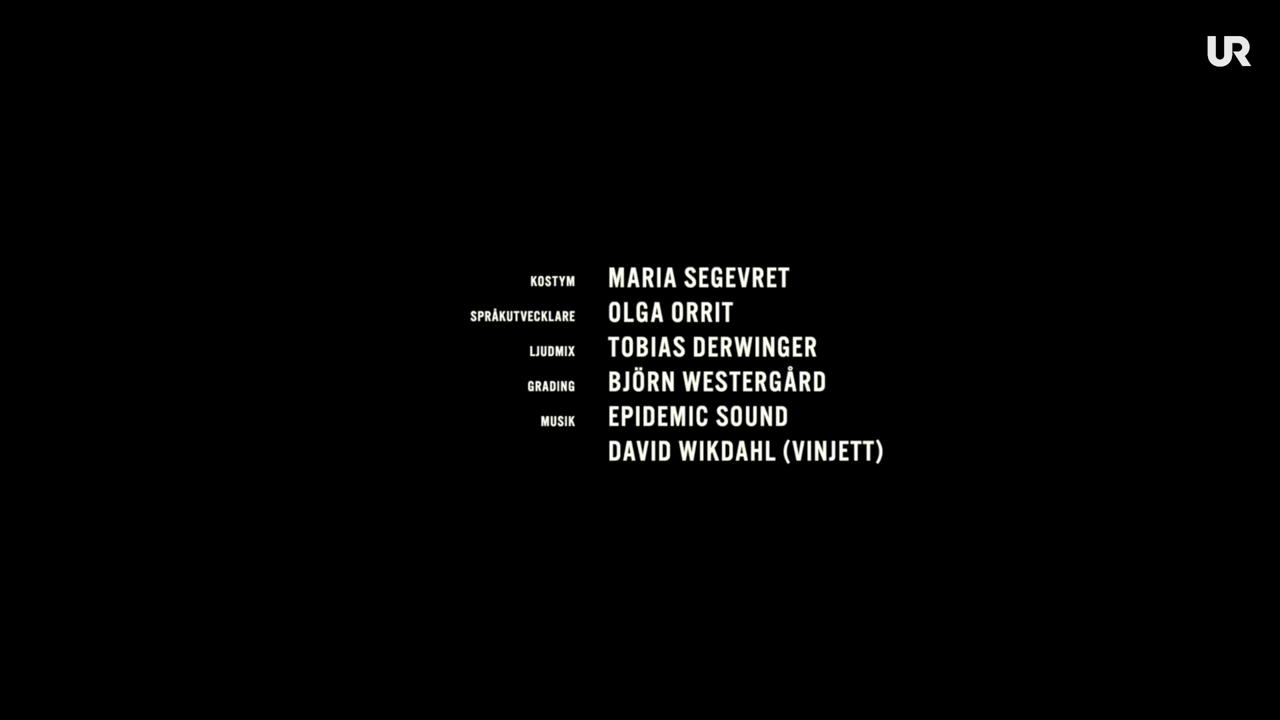 UR
KOSTYM MARIA SEGEVRET
SPRÅKUTVECKLARE OLGA ORRIT
LJUDMIX TOBIAS DERWINGER
GRADING BJÖRN WESTERGÅRD
MUSIK EPIDEMIC SOUND
DAVID WIKDAHL (VINJETT)